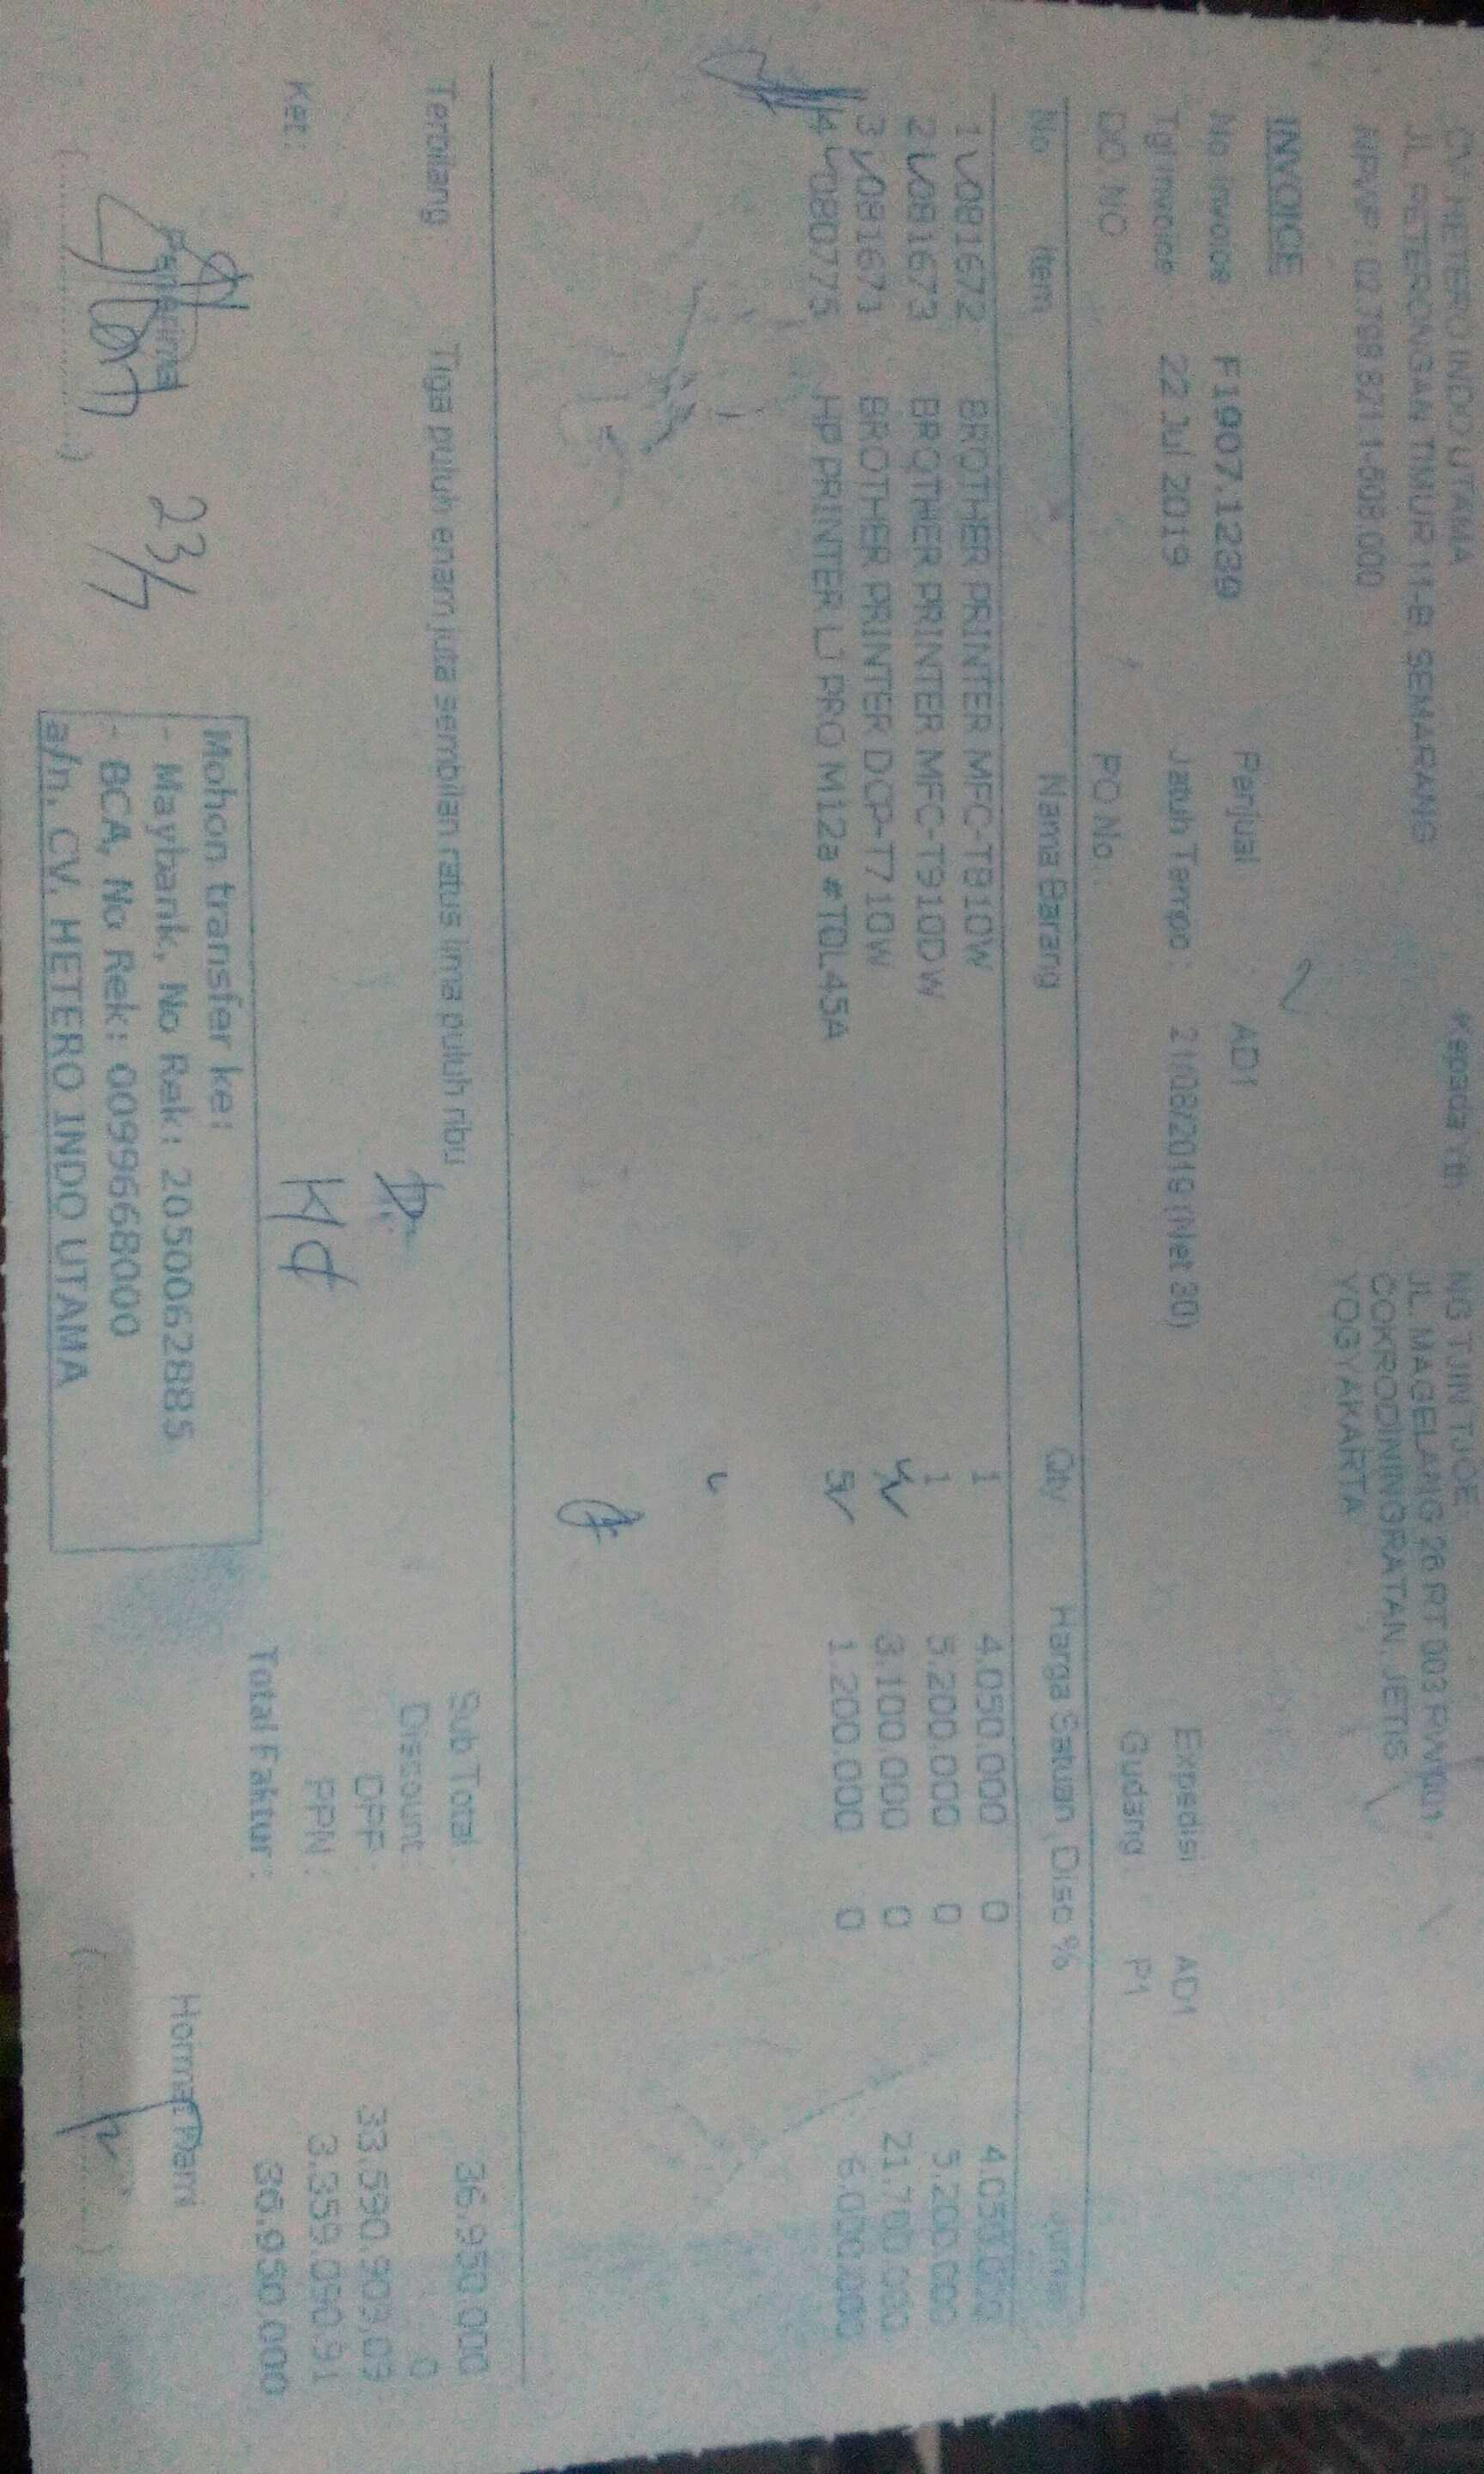 CV. HETERO INDO UTAMA Kepada Yth NG TJIN TJOE
JL. PETERONGAN TIMUR 11-B, SEMARANG JL. MAGELANG 26 RT 003 RW 001,
COKRODININGRATAN, JETIS
NPWP : 02.798.821.1-508.000 YOGYAKARTA
INVOICE
No Invoice : F1907.1239 Penjual : AD1
Tgl Invoice : 22 Jul 2019 Jatuh Tempo : 21/08/2019 (Net 30) Expedisi : AD1
DO. NO PO No. : Gudang : P1
No Item Nama Barang Qty Harga Satuan Disc %
1 081672 BROTHER PRINTER MFC-T810W 1 4.050.000 0 4.050.000
2 081673 BROTHER PRINTER MFC-T910DW 1 5.200.000 0 5.200.000
3 081671 BROTHER PRINTER DCP-T710W 3.100.000 0 21.700.000
4 080775 HP PRINTER LJ PRO M12a #T0L45A 5 1.200.000 0 6.000.000
Terbilang : Tiga puluh enam juta sembilan ratus lima puluh ribu Sub Total : 36.950.000
Discount : 0
DPP : 33.590.909,09
Ket : PPN : 3.359.090,91
Total Faktur : 36.950.000
Mohon transfer ke:
Penerima - Maybank, No Rek: 2050062885 Hormat Kami
23/7
- BCA, No Rek: 0099668000
(..............) a/n. CV. HETERO INDO UTAMA (..............)